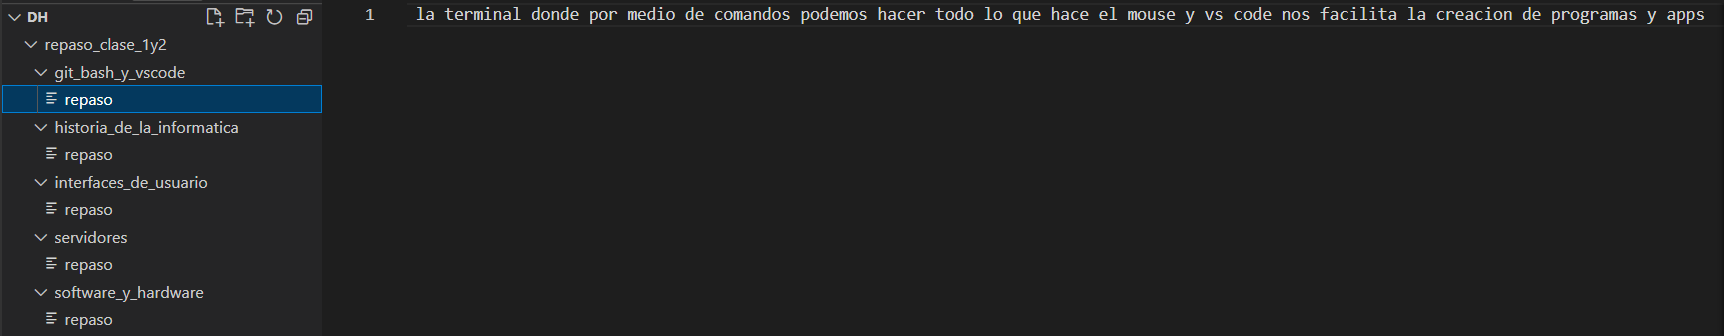 DH
repaso_clase_1y2
git_bash_y_vscode
repaso
historia_de_la_informatica
repaso
interfaces_de_usuario
repaso
servidores
repaso
software_y_hardware
repaso
1 la terminal donde por medio de comandos podemos hacer todo lo que hace el mouse y vs code nos facilita la creacion de programas y apps